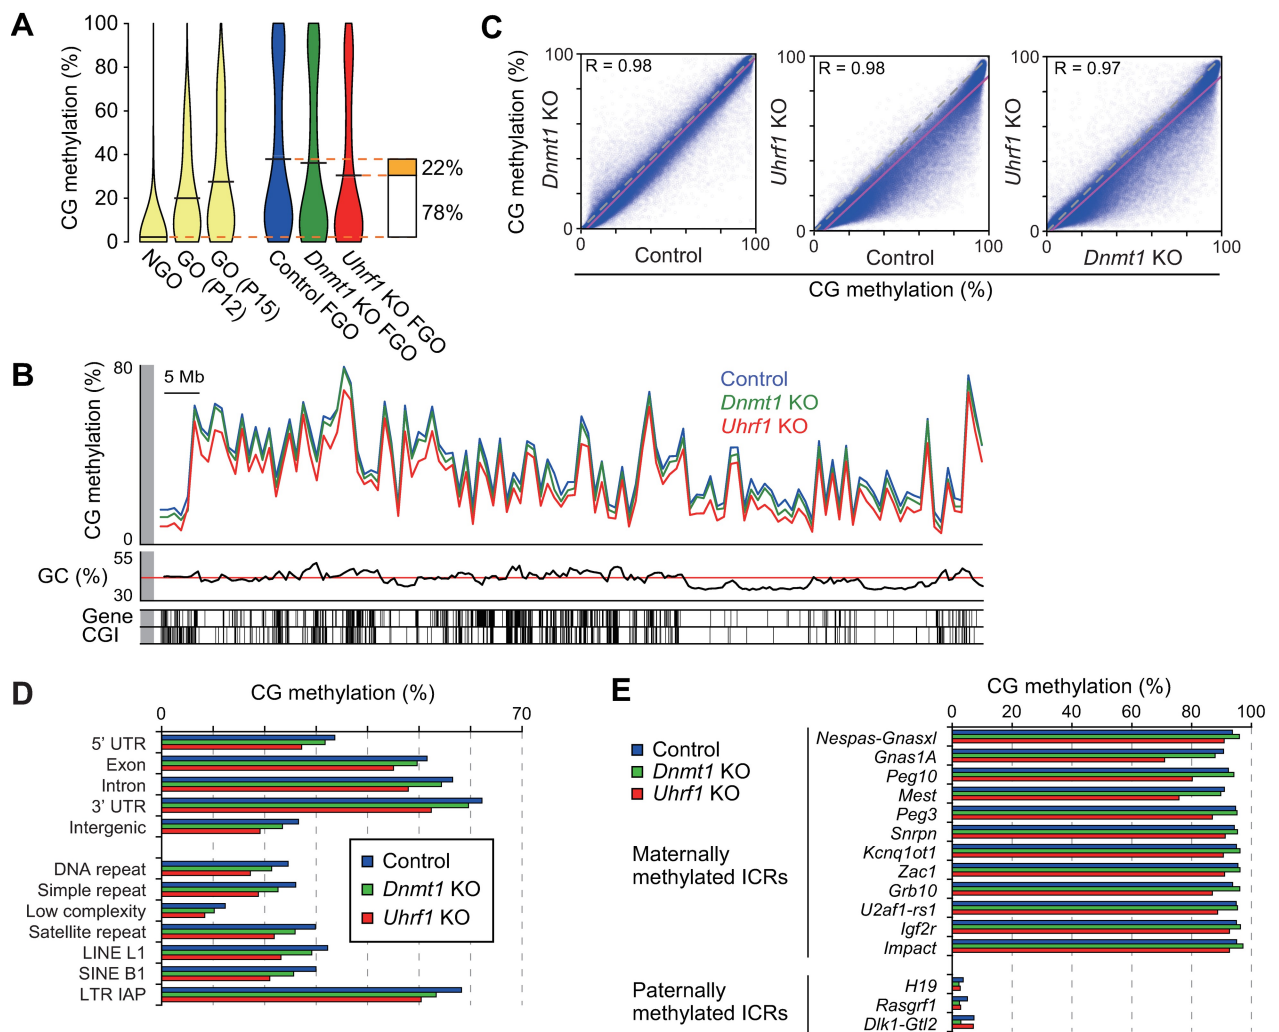 A
CG methylation (%)
100
80
60
40
20
0
22%
78%
NGO
GO (P12)
GO (P15)
Control FGO
Dnmt1 KO FGO
Uhrf1 KO FGO
C
CG methylation (%)
Dnmt1 KO
100
0
R = 0.98
0
100
Control
Uhrf1 KO
100
0
R = 0.98
0
100
Control
Uhrf1 KO
100
0
R = 0.97
0
100
Dnmt1 KO
CG methylation (%)
B
CG methylation (%)
80
0
5 Mb
Control
Dnmt1 KO
Uhrf1 KO
GC (%)
55
30
Gene
CGI
D
CG methylation (%)
0
70
5’ UTR
Exon
Intron
3’ UTR
Intergenic
DNA repeat
Simple repeat
Low complexity
Satellite repeat
LINE L1
SINE B1
LTR IAP
Control
Dnmt1 KO
Uhrf1 KO
E
CG methylation (%)
0 20 40 60 80 100
Control
Dnmt1 KO
Uhrf1 KO
Maternally
methylated ICRs
Nespas-Gnasxl
Gnas1A
Peg10
Mest
Peg3
Snrpn
Kcnq1ot1
Zac1
Grb10
U2af1-rs1
Igf2r
Impact
Paternally
methylated ICRs
H19
Rasgrf1
Dlk1-Gtl2